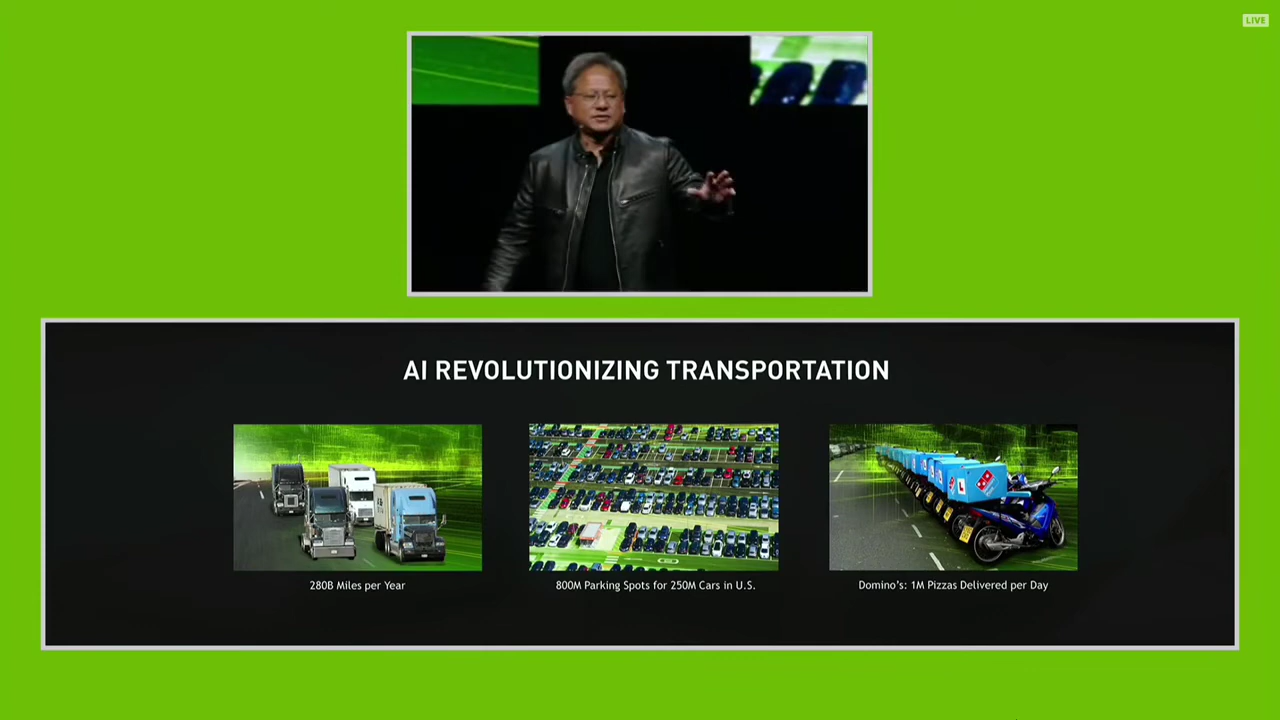 LIVE
AI REVOLUTIONIZING TRANSPORTATION
280B Miles per Year
800M Parking Spots for 250M Cars in U.S.
Domino's: 1M Pizzas Delivered per Day